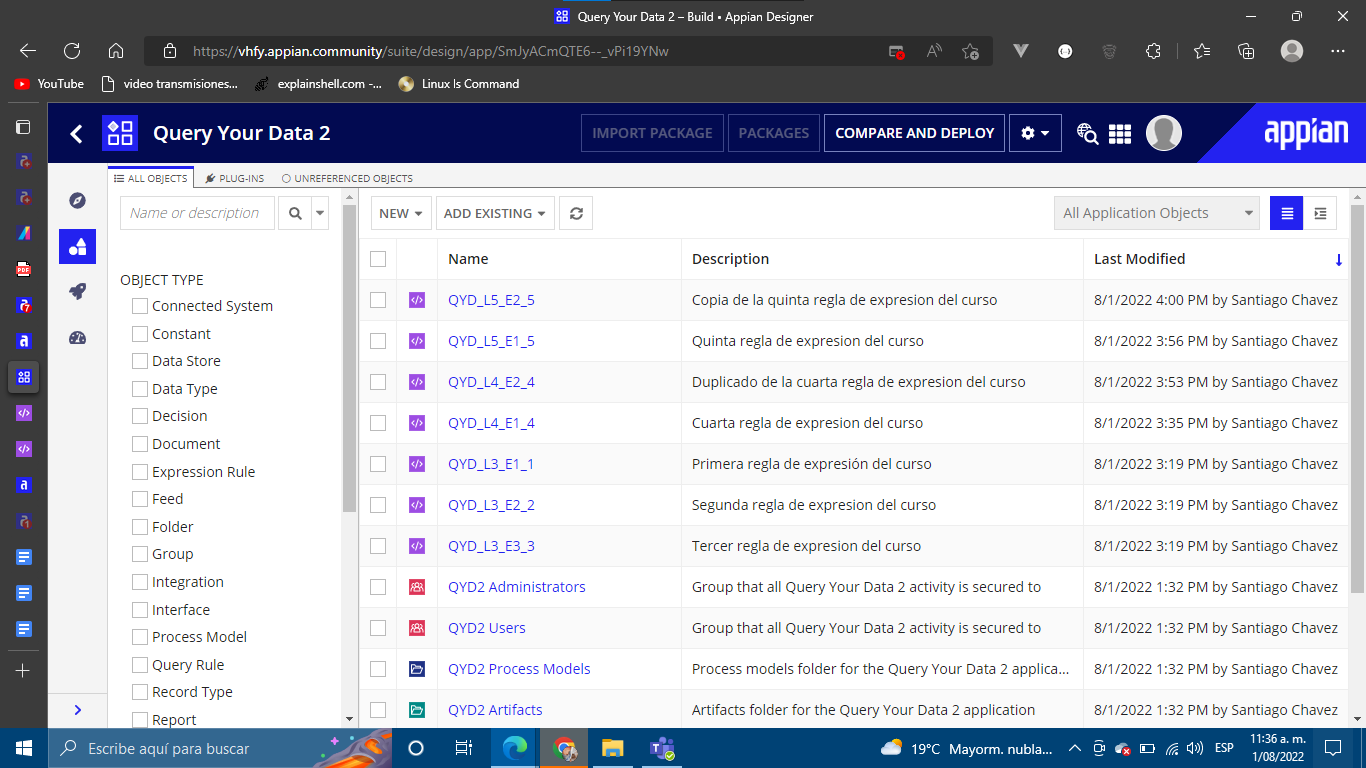 Query Your Data 2 – Build • Appian Designer
https://vhfy.appian.community/suite/design/app/SmJyACmQTE6--_vPi19YNw
YouTube video transmisiones... explainshell.com -... Linux Is Command
Query Your Data 2 IMPORT PACKAGE PACKAGES COMPARE AND DEPLOY appian
ALL OBJECTS PLUG-INS UNREFERENCED OBJECTS
Name or description
NEW ADD EXISTING All Application Objects
OBJECT TYPE
Connected System
Constant
Data Store
Data Type
Decision
Document
Expression Rule
Feed
Folder
Group
Integration
Interface
Process Model
Query Rule
Record Type
Report
Name Description Last Modified
QYD_L5_E2_5 Copia de la quinta regla de expresion del curso 8/1/2022 4:00 PM by Santiago Chavez
QYD_L5_E1_5 Quinta regla de expresion del curso 8/1/2022 3:56 PM by Santiago Chavez
QYD_L4_E2_4 Duplicado de la cuarta regla de expresion del curso 8/1/2022 3:53 PM by Santiago Chavez
QYD_L4_E1_4 Cuarta regla de expresion del curso 8/1/2022 3:35 PM by Santiago Chavez
QYD_L3_E1_1 Primera regla de expresión del curso 8/1/2022 3:19 PM by Santiago Chavez
QYD_L3_E2_2 Segunda regla de expresion del curso 8/1/2022 3:19 PM by Santiago Chavez
QYD_L3_E3_3 Tercer regla de expresion del curso 8/1/2022 3:19 PM by Santiago Chavez
QYD2 Administrators Group that all Query Your Data 2 activity is secured to 8/1/2022 1:32 PM by Santiago Chavez
QYD2 Users Group that all Query Your Data 2 activity is secured to 8/1/2022 1:32 PM by Santiago Chavez
QYD2 Process Models Process models folder for the Query Your Data 2 applica... 8/1/2022 1:32 PM by Santiago Chavez
QYD2 Artifacts Artifacts folder for the Query Your Data 2 application 8/1/2022 1:32 PM by Santiago Chavez
Escribe aquí para buscar 19°C Mayorm. nubla... ESP 11:36 a. m.
1/08/2022